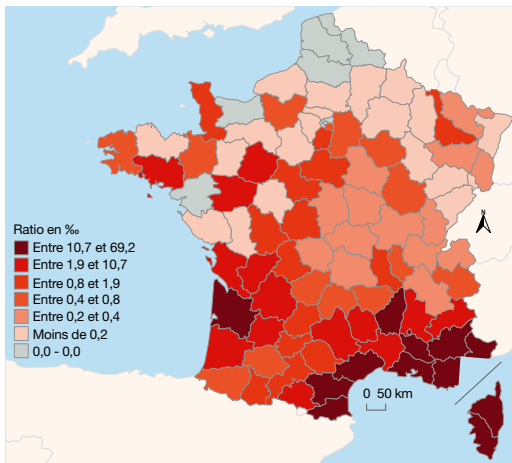 Ratio en ‰
Entre 10,7 et 69,2
Entre 1,9 et 10,7
Entre 0,8 et 1,9
Entre 0,4 et 0,8
Entre 0,2 et 0,4
Moins de 0,2
0,0 - 0,0
N
0 50 km